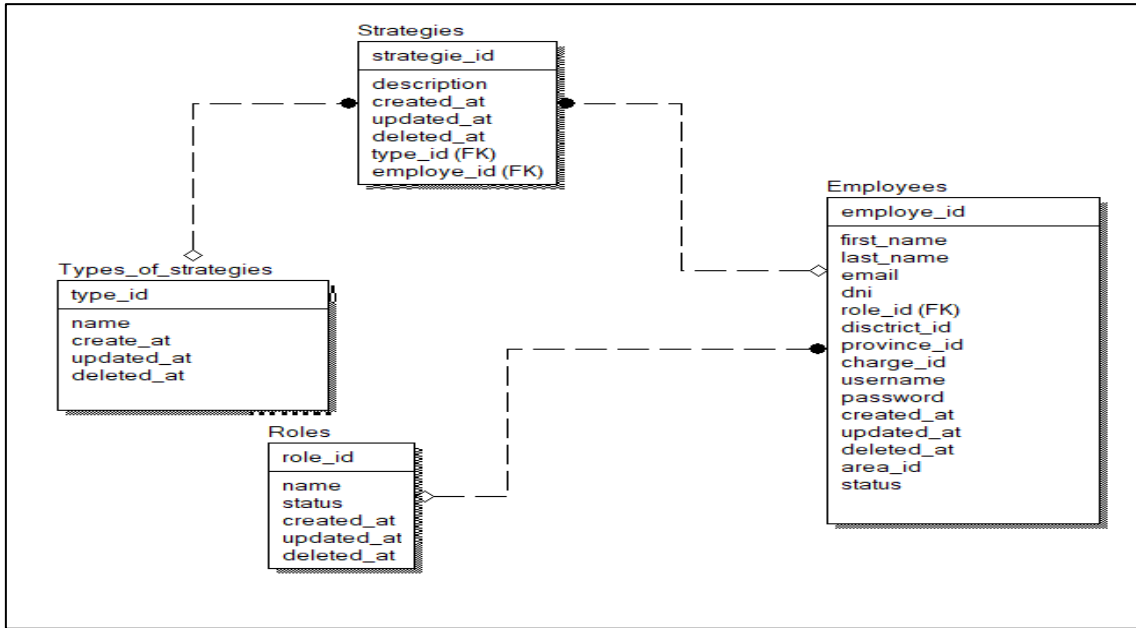 Strategies
strategie_id
description
created_at
updated_at
deleted_at
type_id (FK)
employe_id (FK)
Employees
employe_id
first_name
last_name
email
dni
role_id (FK)
disctrict_id
province_id
charge_id
username
password
created_at
updated_at
deleted_at
area_id
status
Types_of_strategies
type_id
name
create_at
updated_at
deleted_at
Roles
role_id
name
status
created_at
updated_at
deleted_at